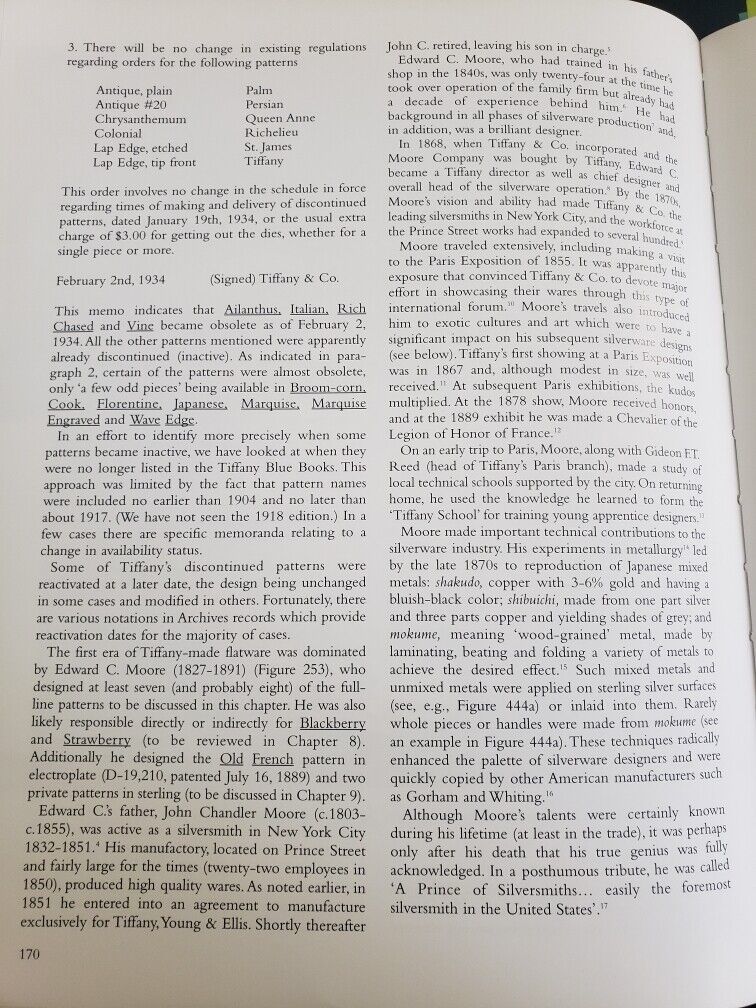 3. There will be no change in existing regulations
regarding orders for the following patterns
Antique, plain Palm
Antique #20 Persian
Chrysanthemum Queen Anne
Colonial Richelieu
Lap Edge, etched St. James
Lap Edge, tip front Tiffany
This order involves no change in the schedule in force
regarding times of making and delivery of discontinued
patterns, dated January 19th, 1934, or the usual extra
charge of $3.00 for getting out the dies, whether for a
single piece or more.
February 2nd, 1934 (Signed) Tiffany & Co.
This memo indicates that Ailanthus, Italian, Rich
Chased and Vine became obsolete as of February 2,
1934. All the other patterns mentioned were apparently
already discontinued (inactive). As indicated in para-
graph 2, certain of the patterns were almost obsolete,
only 'a few odd pieces' being available in Broom-corn,
Cook, Florentine, Japanese, Marquise, Marquise
Engraved and Wave Edge.
In an effort to identify more precisely when some
patterns became inactive, we have looked at when they
were no longer listed in the Tiffany Blue Books. This
approach was limited by the fact that pattern names
were included no earlier than 1904 and no later than
about 1917. (We have not seen the 1918 edition.) In a
few cases there are specific memoranda relating to a
change in availability status.
Some of Tiffany's discontinued patterns were
reactivated at a later date, the design being unchanged
in some cases and modified in others. Fortunately, there
are various notations in Archives records which provide
reactivation dates for the majority of cases.
The first era of Tiffany-made flatware was dominated
by Edward C. Moore (1827-1891) (Figure 253), who
designed at least seven (and probably eight) of the full-
line patterns to be discussed in this chapter. He was also
likely responsible directly or indirectly for Blackberry
and Strawberry (to be reviewed in Chapter 8).
Additionally he designed the Old French pattern in
electroplate (D-19,210, patented July 16, 1889) and two
private patterns in sterling (to be discussed in Chapter 9).
Edward C.'s father, John Chandler Moore (c.1803-
c.1855), was active as a silversmith in New York City
1832-1851.⁴ His manufactory, located on Prince Street
and fairly large for the times (twenty-two employees in
1850), produced high quality wares. As noted earlier, in
1851 he entered into an agreement to manufacture
exclusively for Tiffany, Young & Ellis. Shortly thereafter
170
John C. retired, leaving his son in charge.⁵
Edward C. Moore, who had trained in his father's
shop in the 1840s, was only twenty-four at the time he
took over operation of the family firm but already had
a decade of experience behind him.⁶ He had
background in all phases of silverware production⁷ and,
in addition, was a brilliant designer.
In 1868, when Tiffany & Co. incorporated and the
Moore Company was bought by Tiffany, Edward C.
became a Tiffany director as well as chief designer and
overall head of the silverware operation.⁸ By the 1870s,
Moore's vision and ability had made Tiffany & Co. the
leading silversmiths in New York City, and the workforce at
the Prince Street works had expanded to several hundred.⁹
Moore traveled extensively, including making a visit
to the Paris Exposition of 1855. It was apparently this
exposure that convinced Tiffany & Co. to devote major
effort in showcasing their wares through this type of
international forum.¹⁰ Moore's travels also introduced
him to exotic cultures and art which were to have a
significant impact on his subsequent silverware designs
(see below). Tiffany's first showing at a Paris Exposition
was in 1867 and, although modest in size, was well
received.¹¹ At subsequent Paris exhibitions, the kudos
multiplied. At the 1878 show, Moore received honors,
and at the 1889 exhibit he was made a Chevalier of the
Legion of Honor of France.¹²
On an early trip to Paris, Moore, along with Gideon F.T.
Reed (head of Tiffany's Paris branch), made a study of
local technical schools supported by the city. On returning
home, he used the knowledge he learned to form the
'Tiffany School' for training young apprentice designers.¹³
Moore made important technical contributions to the
silverware industry. His experiments in metallurgy¹⁴ led
by the late 1870s to reproduction of Japanese mixed
metals: shakudo, copper with 3-6% gold and having a
bluish-black color; shibuichi, made from one part silver
and three parts copper and yielding shades of grey; and
mokume, meaning 'wood-grained' metal, made by
laminating, beating and folding a variety of metals to
achieve the desired effect.¹⁵ Such mixed metals and
unmixed metals were applied on sterling silver surfaces
(see, e.g., Figure 444a) or inlaid into them. Rarely
whole pieces or handles were made from mokume (see
an example in Figure 444a). These techniques radically
enhanced the palette of silverware designers and were
quickly copied by other American manufacturers such
as Gorham and Whiting.¹⁶
Although Moore's talents were certainly known
during his lifetime (at least in the trade), it was perhaps
only after his death that his true genius was fully
acknowledged. In a posthumous tribute, he was called
'A Prince of Silversmiths... easily the foremost
silversmith in the United States'.¹⁷